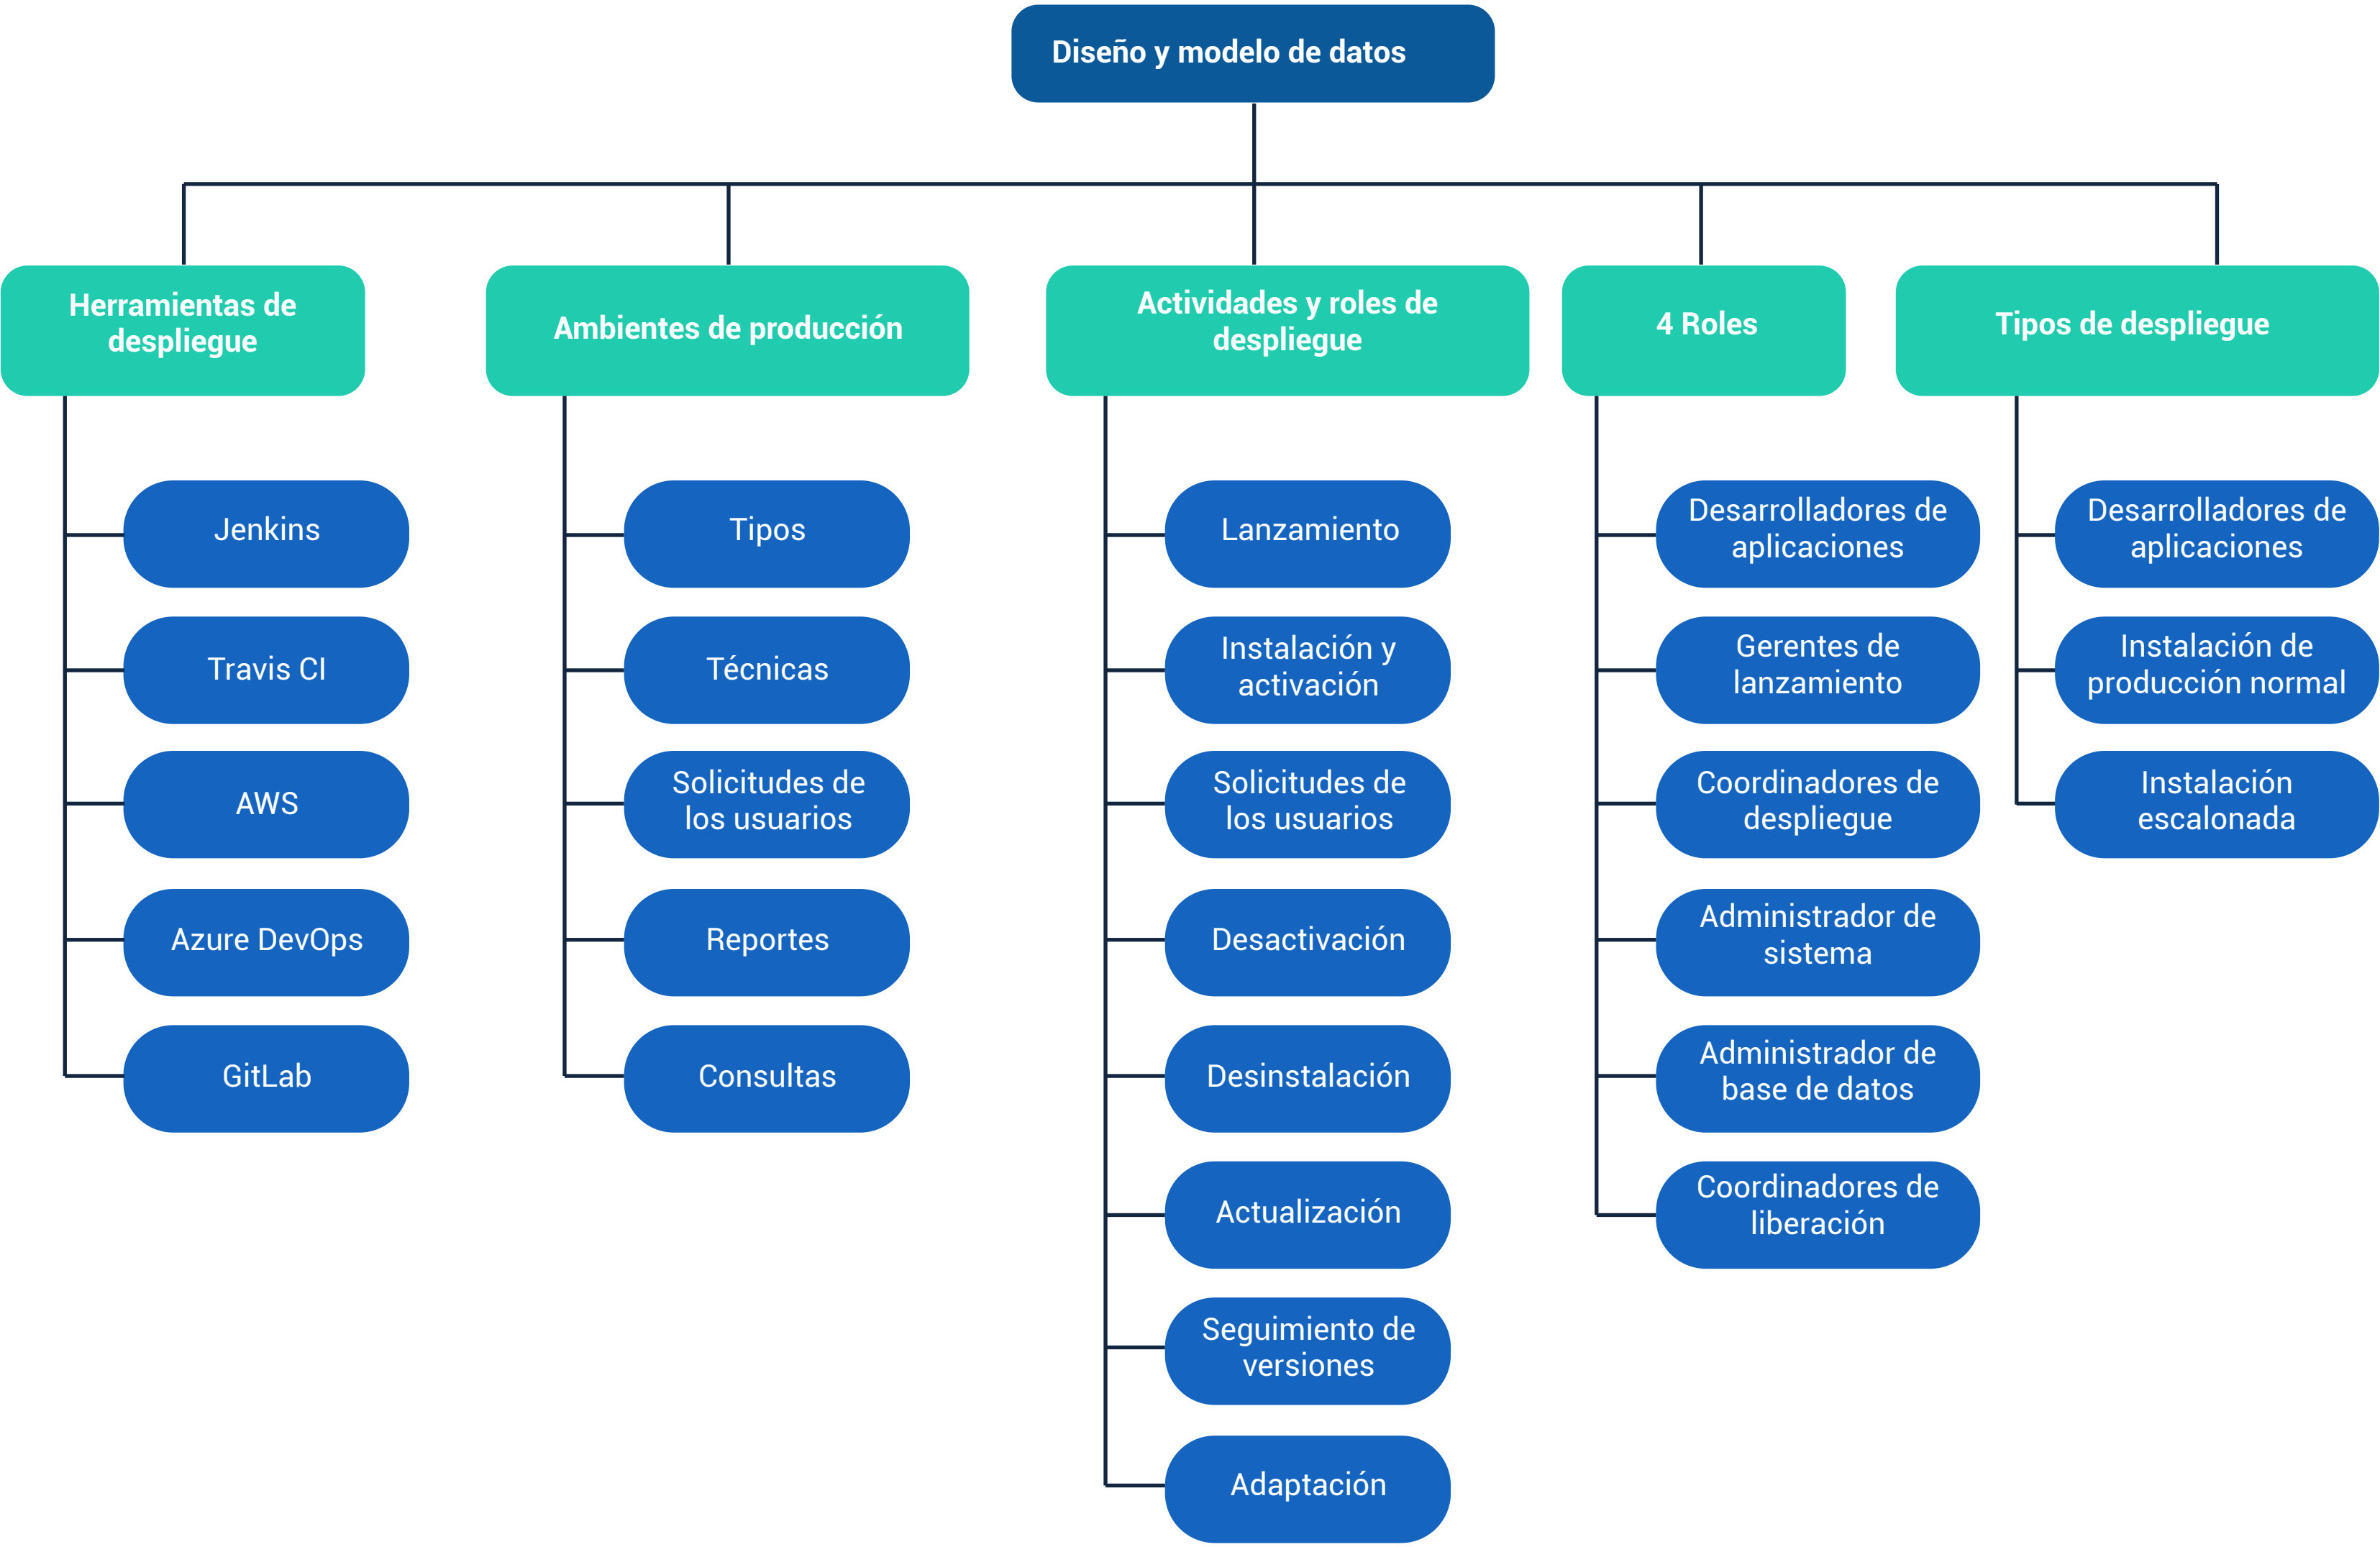 Diseño y modelo de datos
Herramientas de
despliegue
Jenkins
Travis CI
AWS
Azure DevOps
GitLab
Ambientes de producción
Tipos
Técnicas
Solicitudes de
los usuarios
Reportes
Consultas
Actividades y roles de
despliegue
Lanzamiento
Instalación y
activación
Solicitudes de
los usuarios
Desactivación
Desinstalación
Actualización
Seguimiento de
versiones
Adaptación
4 Roles
Desarrolladores de
aplicaciones
Gerentes de
lanzamiento
Coordinadores de
despliegue
Administrador de
sistema
Administrador de
base de datos
Coordinadores de
liberación
Tipos de despliegue
Desarrolladores de
aplicaciones
Instalación de
producción normal
Instalación
escalonada